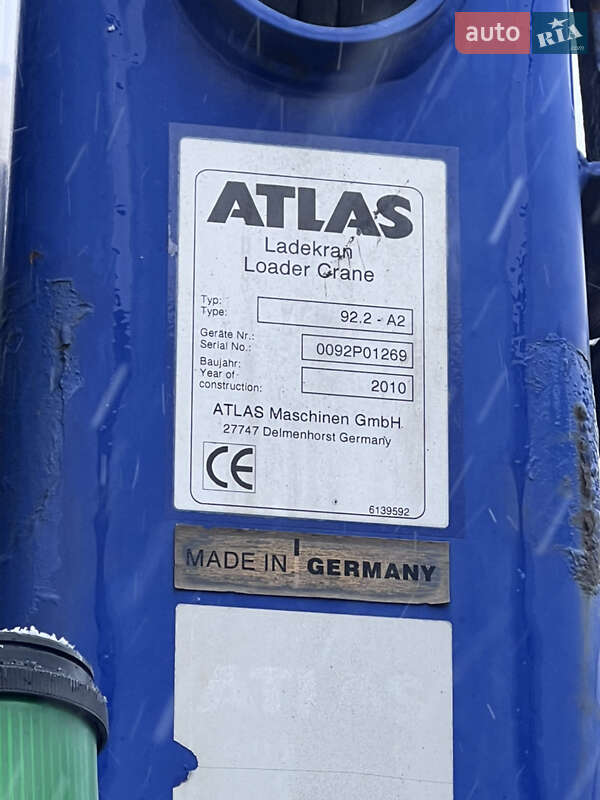 auto RIA.com
ATLAS
Ladekran
Loader Crane
Typ:
Type:
92.2 - A2
Geräte Nr.:
Serial No.:
0092P01269
Baujahr:
Year of
construction:
2010
ATLAS Maschinen GmbH.
27747 Delmenhorst Germany
CE
6139592
MADE IN GERMANY